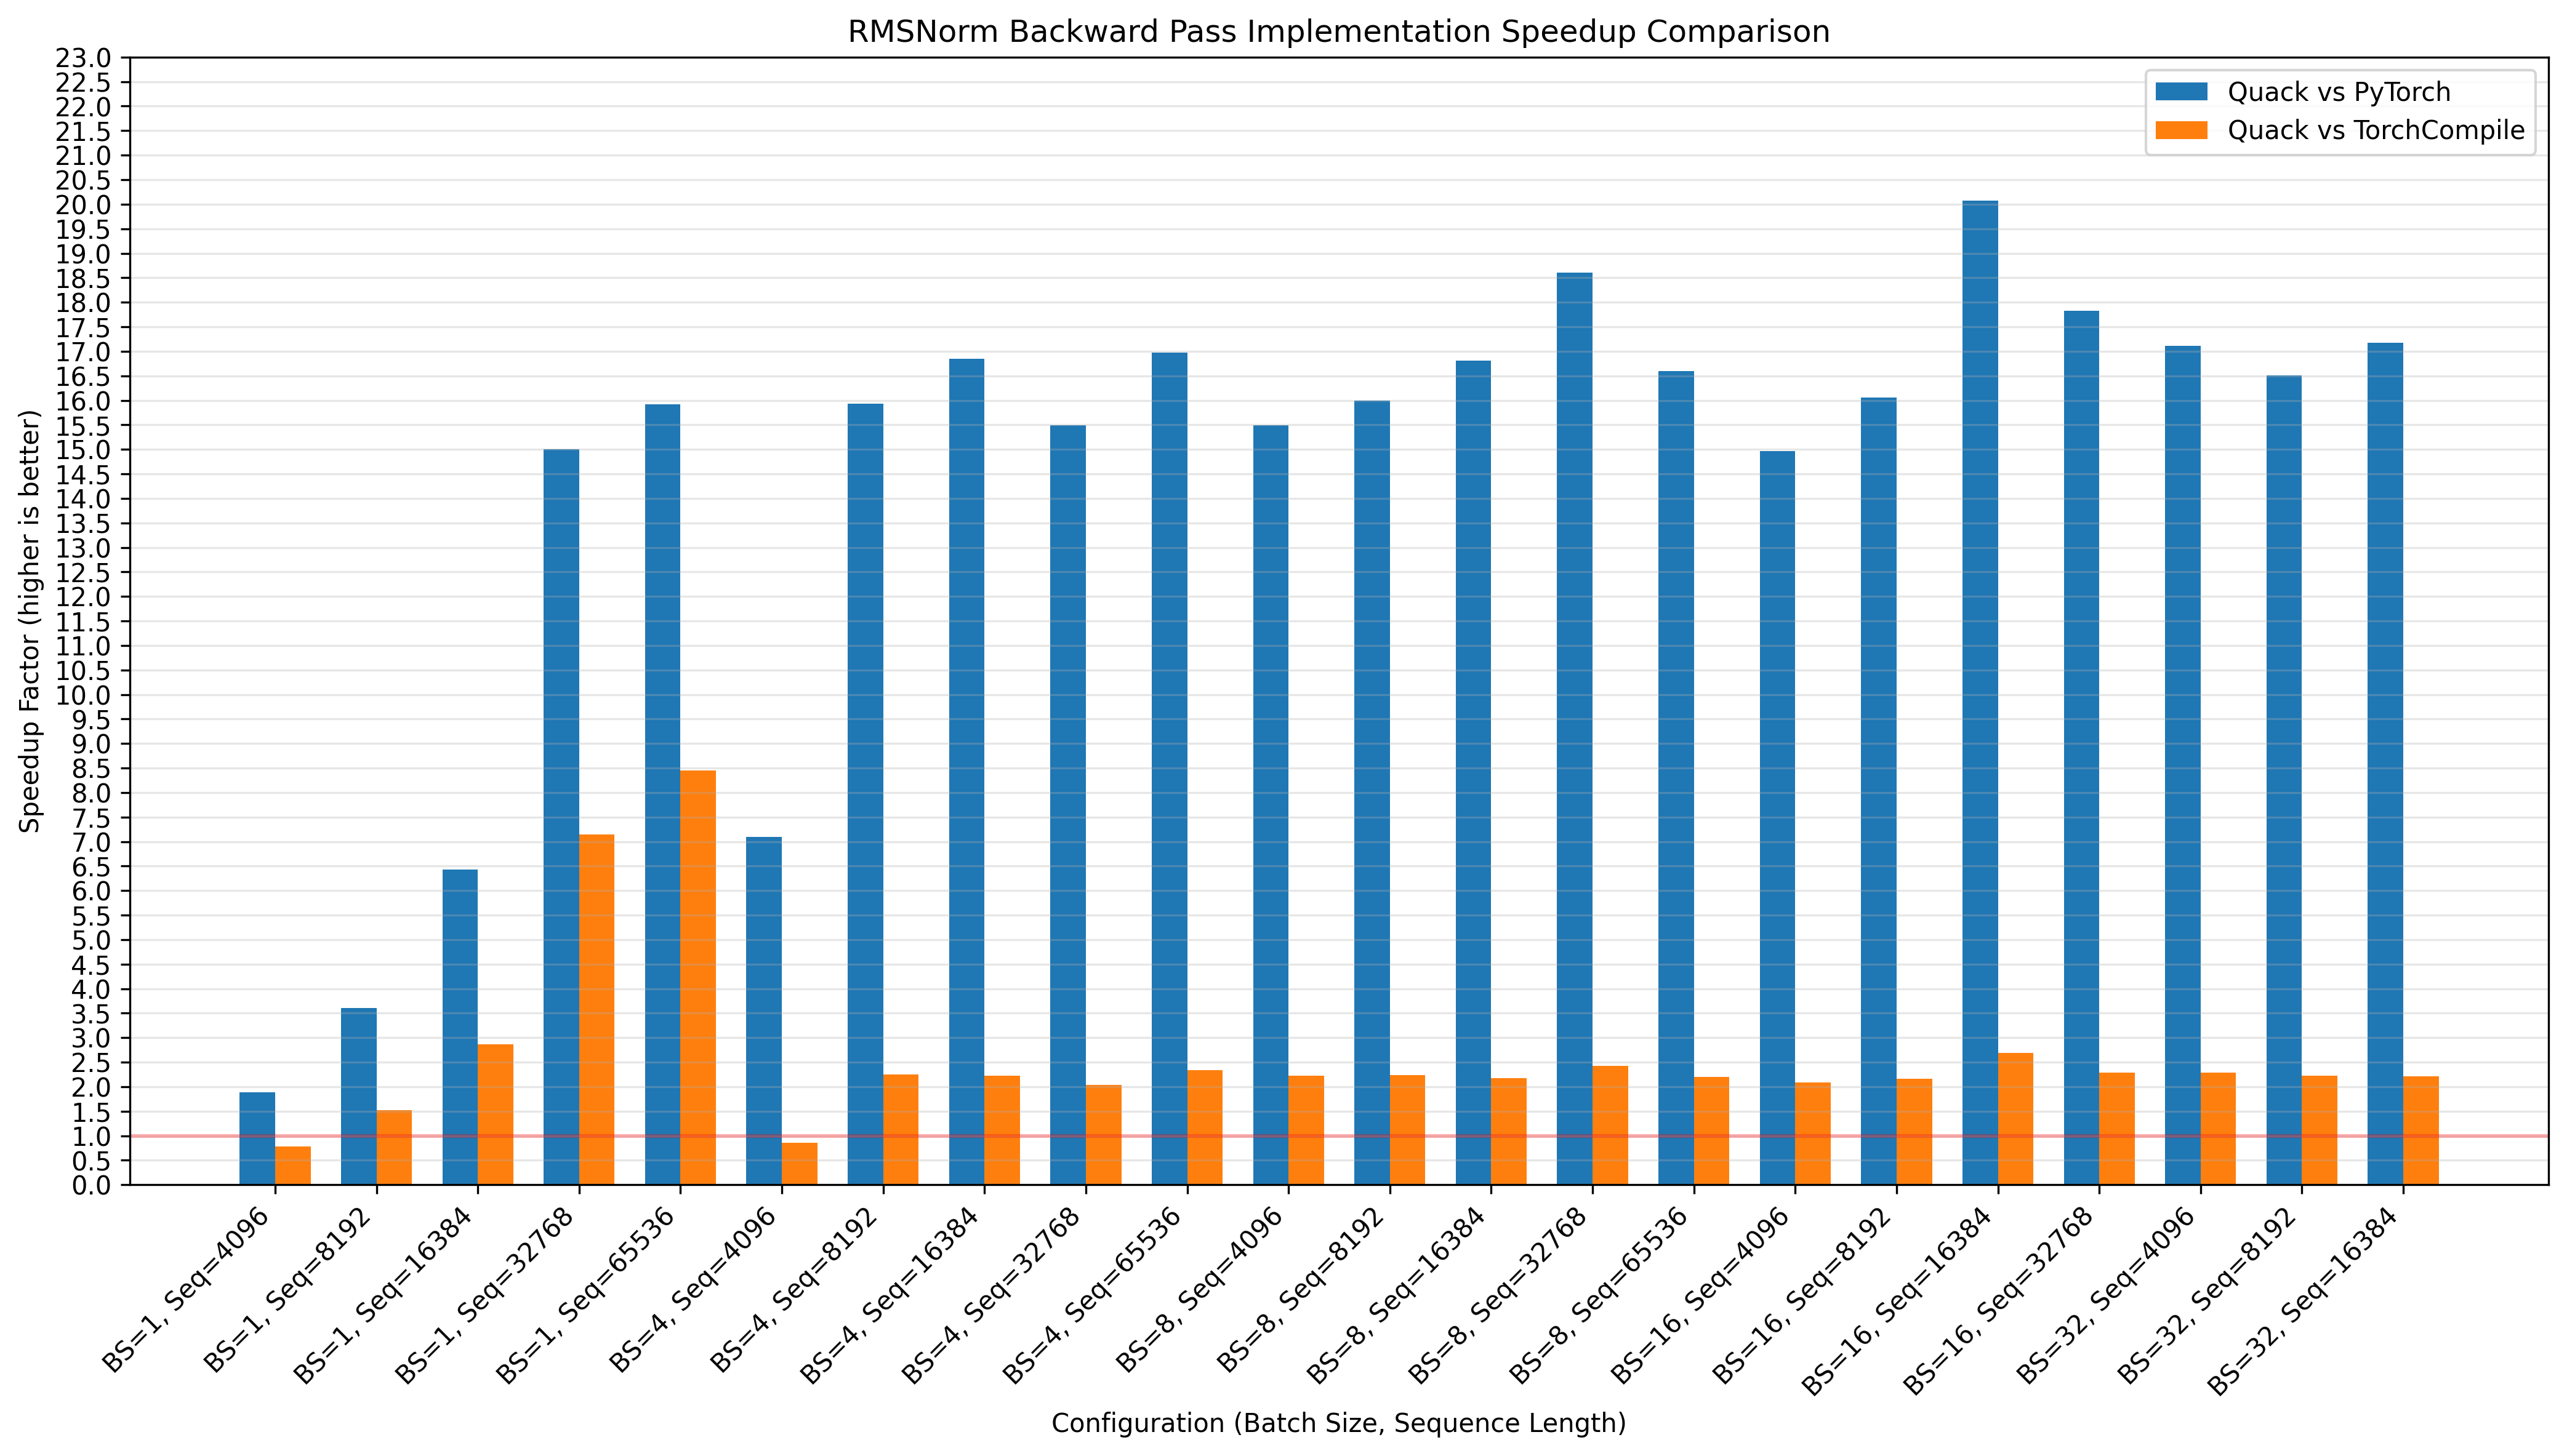 RMSNorm Backward Pass Implementation Speedup Comparison
Quack vs PyTorch
Quack vs TorchCompile
Speedup Factor (higher is better)
23.0
22.5
22.0
21.5
21.0
20.5
20.0
19.5
19.0
18.5
18.0
17.5
17.0
16.5
16.0
15.5
15.0
14.5
14.0
13.5
13.0
12.5
12.0
11.5
11.0
10.5
10.0
9.5
9.0
8.5
8.0
7.5
7.0
6.5
6.0
5.5
5.0
4.5
4.0
3.5
3.0
2.5
2.0
1.5
1.0
0.5
0.0
BS=1, Seq=4096
BS=1, Seq=8192
BS=1, Seq=16384
BS=1, Seq=32768
BS=1, Seq=65536
BS=4, Seq=4096
BS=4, Seq=8192
BS=4, Seq=16384
BS=4, Seq=32768
BS=4, Seq=65536
BS=8, Seq=4096
BS=8, Seq=8192
BS=8, Seq=16384
BS=8, Seq=32768
BS=8, Seq=65536
BS=16, Seq=4096
BS=16, Seq=8192
BS=16, Seq=16384
BS=16, Seq=32768
BS=32, Seq=4096
BS=32, Seq=8192
BS=32, Seq=16384
Configuration (Batch Size, Sequence Length)